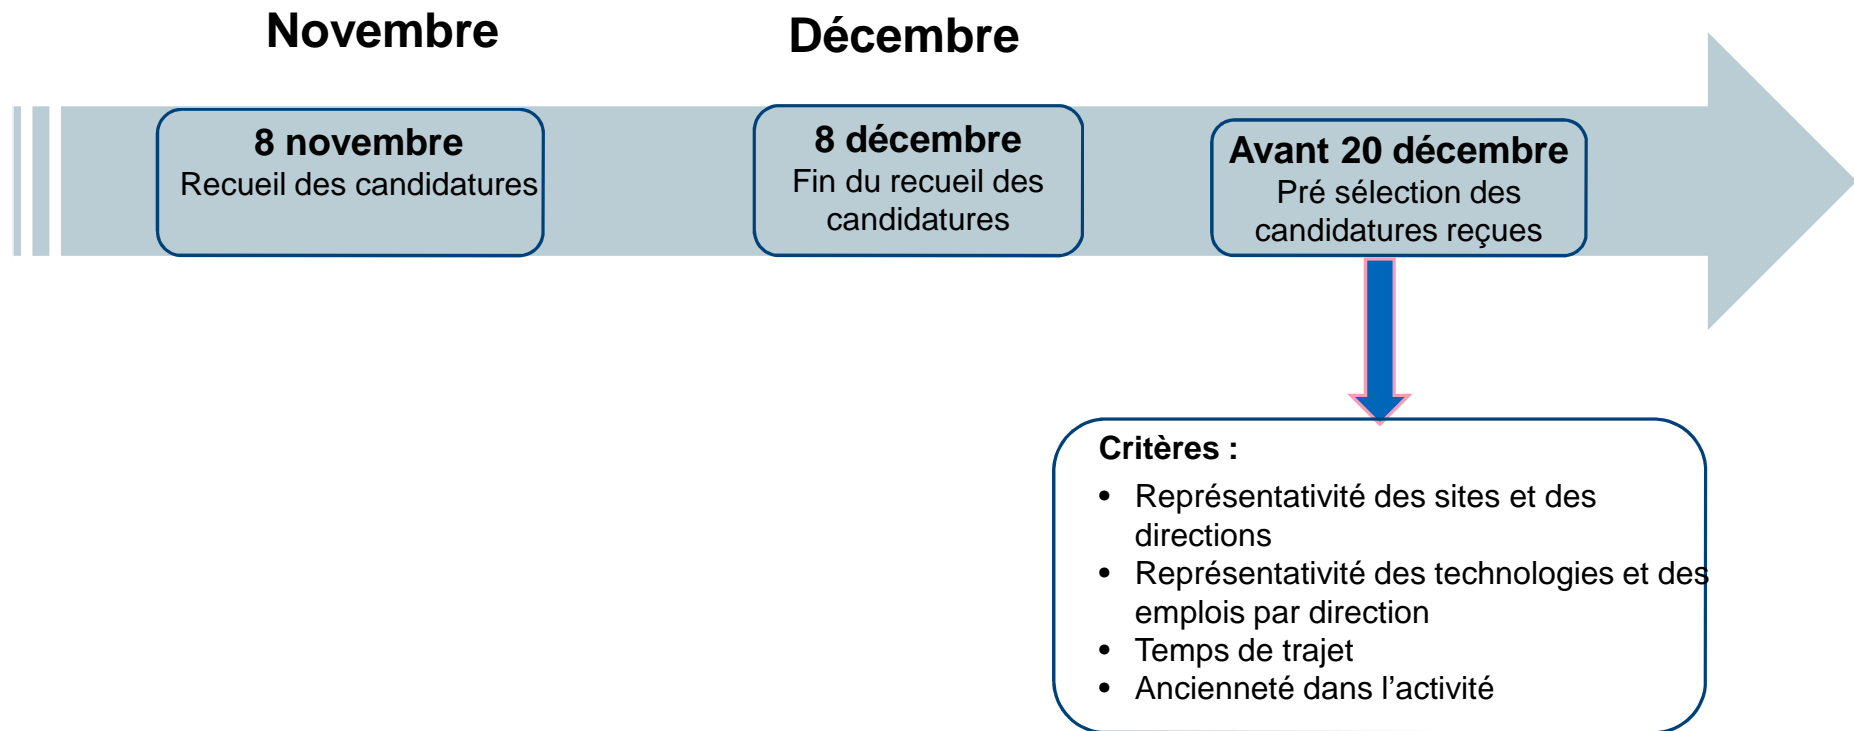 Novembre
Décembre
8 novembre
Recueil des candidatures
8 décembre
Fin du recueil des
candidatures
Avant 20 décembre
Pré sélection des
candidatures reçues
Critères :
• Représentativité des sites et des
directions
• Représentativité des technologies et des
emplois par direction
• Temps de trajet
• Ancienneté dans l’activité